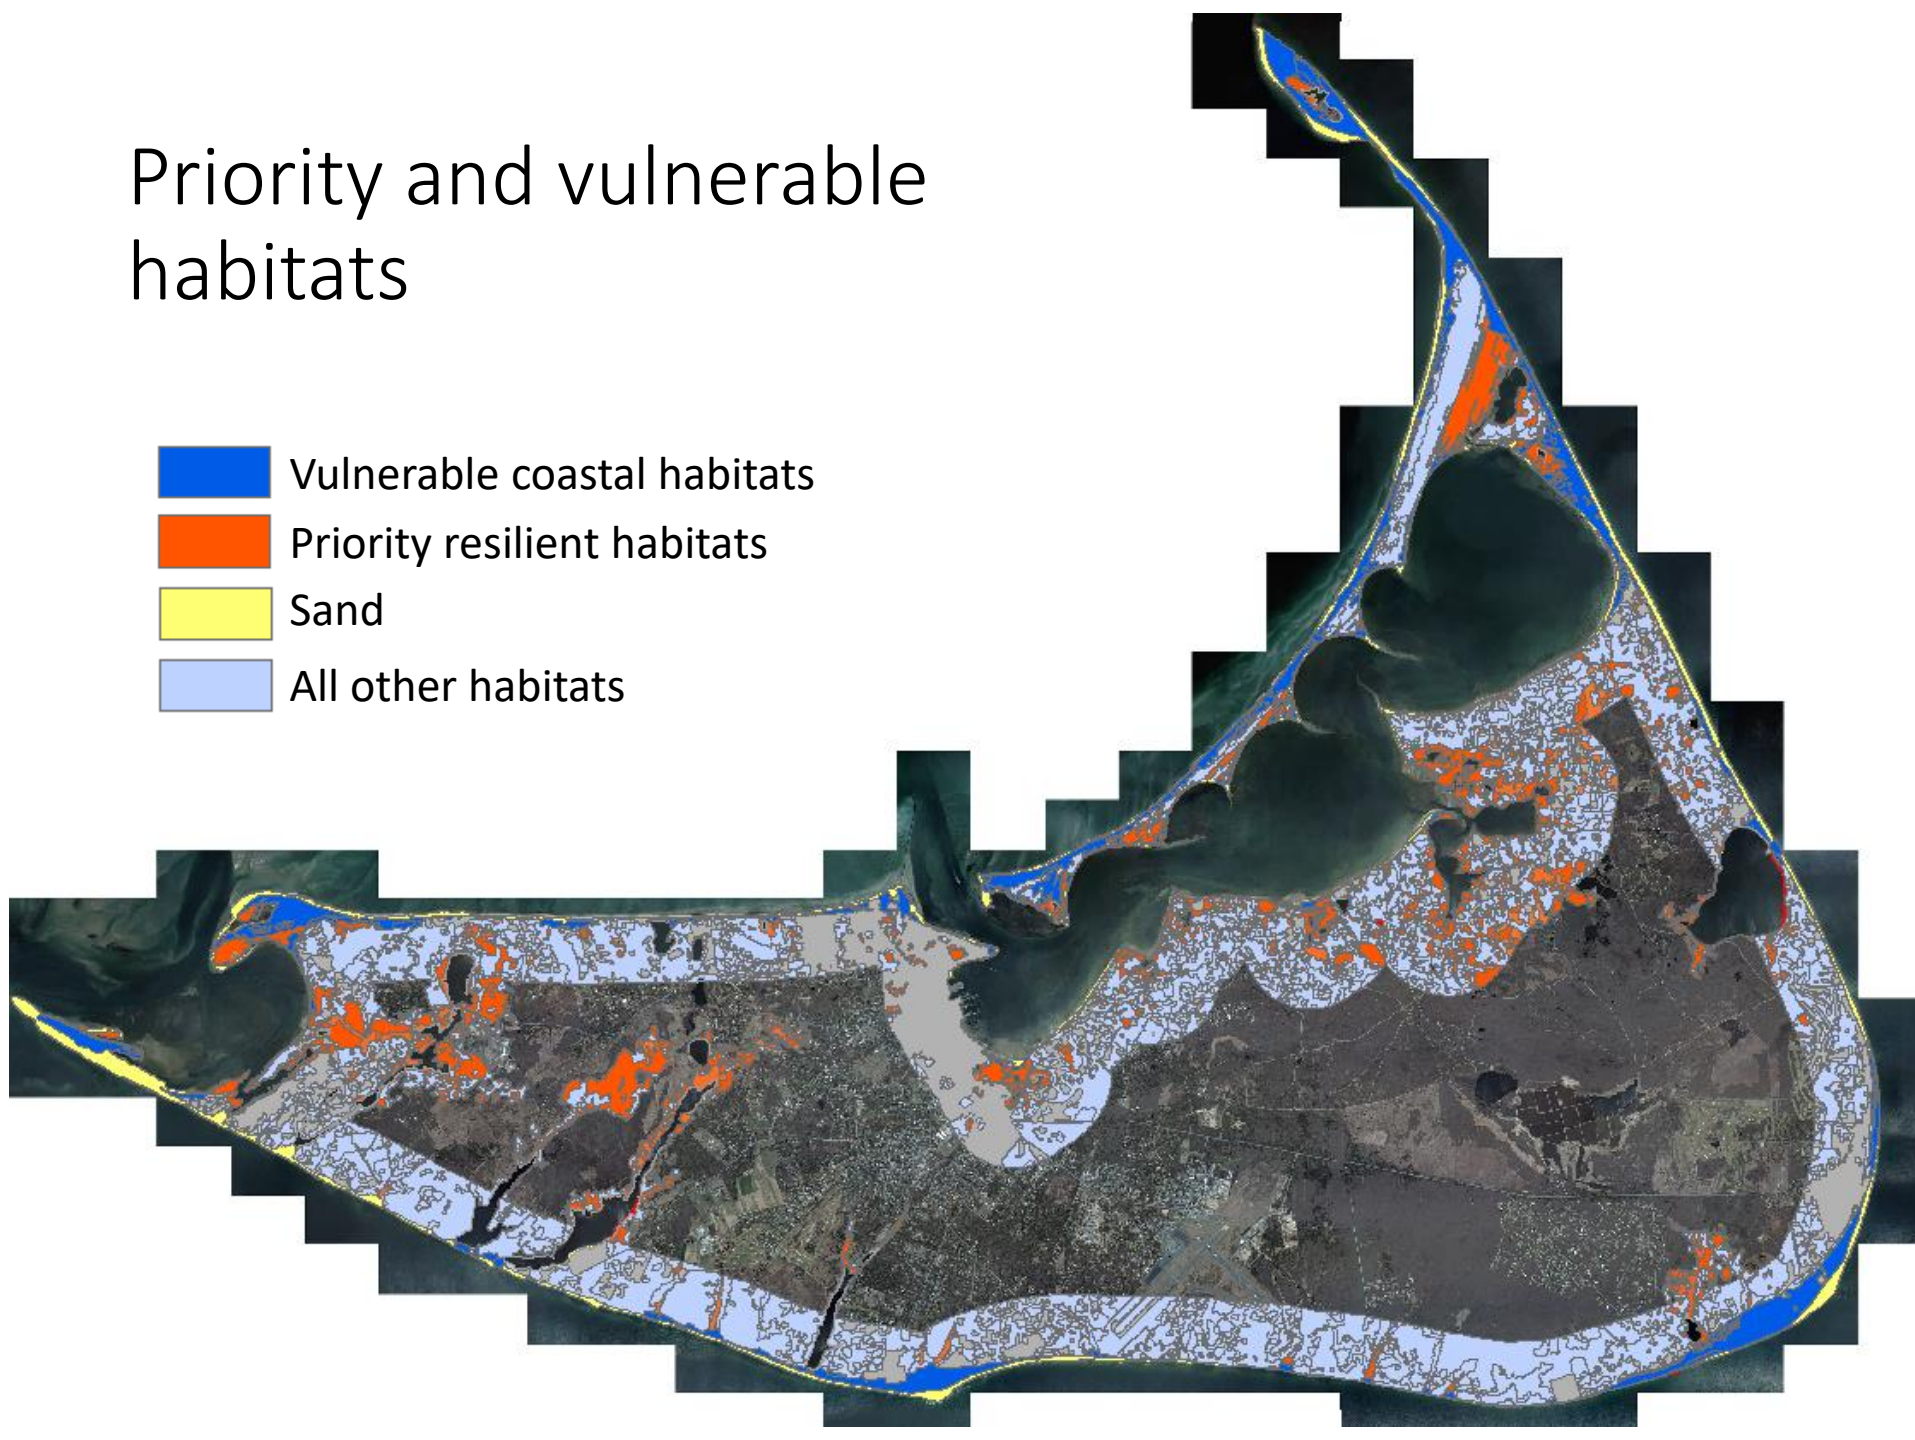 Priority and vulnerable
habitats
Vulnerable coastal habitats
Priority resilient habitats
Sand
All other habitats